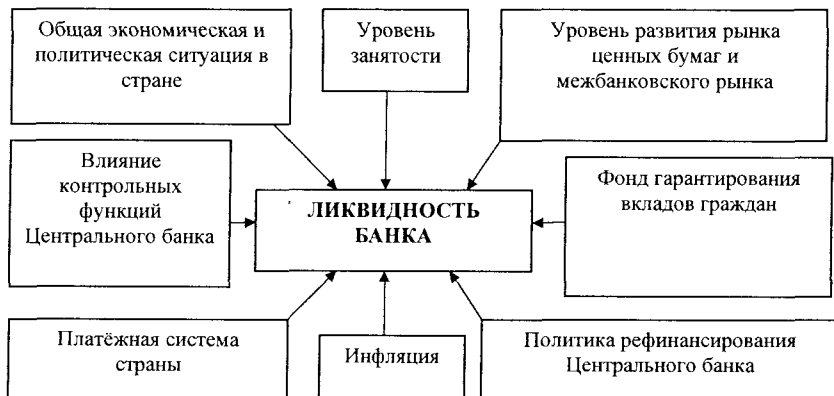 Общая экономическая и
политическая ситуация в
стране
Уровень
занятости
Уровень развития рынка
ценных бумаг и
межбанковского рынка
Влияние
контрольных
функций
Центрального банка
ЛИКВИДНОСТЬ
БАНКА
Фонд гарантирования
вкладов граждан
Платёжная система
страны
Инфляция
Политика рефинансирования
Центрального банка